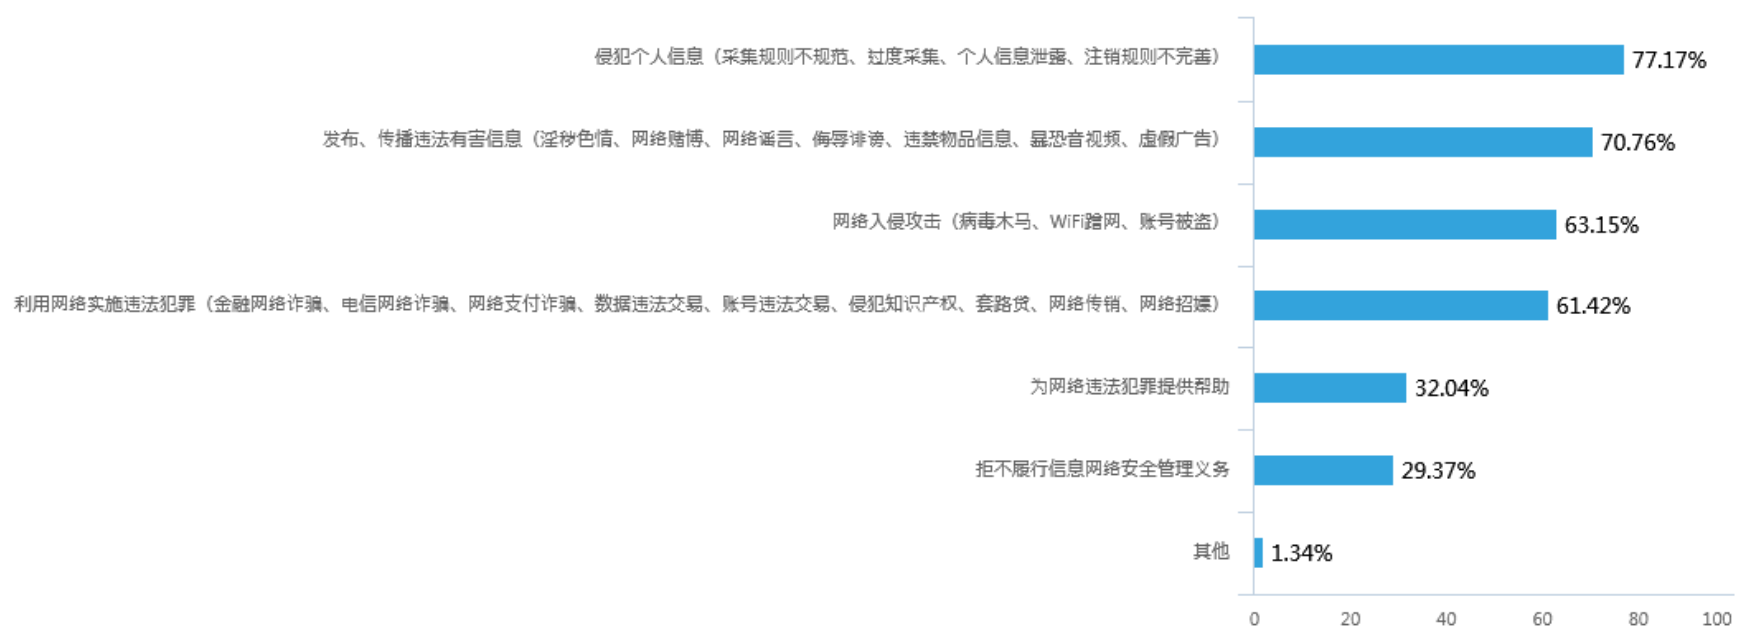 侵犯个人信息（采集规则不规范、过度采集、个人信息泄露、注销规则不完善） 77.17%
发布、传播违法有害信息（淫秽色情、网络赌博、网络谣言、侮辱诽谤、违禁物品信息、暴恐音视频、虚假广告） 70.76%
网络入侵攻击（病毒木马、WiFi蹭网、账号被盗） 63.15%
利用网络实施违法犯罪（金融网络诈骗、电信网络诈骗、网络支付诈骗、数据违法交易、账号违法交易、侵犯知识产权、套路贷、网络传销、网络招嫖） 61.42%
为网络违法犯罪提供帮助 32.04%
拒不履行信息网络安全管理义务 29.37%
其他 1.34%
0 20 40 60 80 100